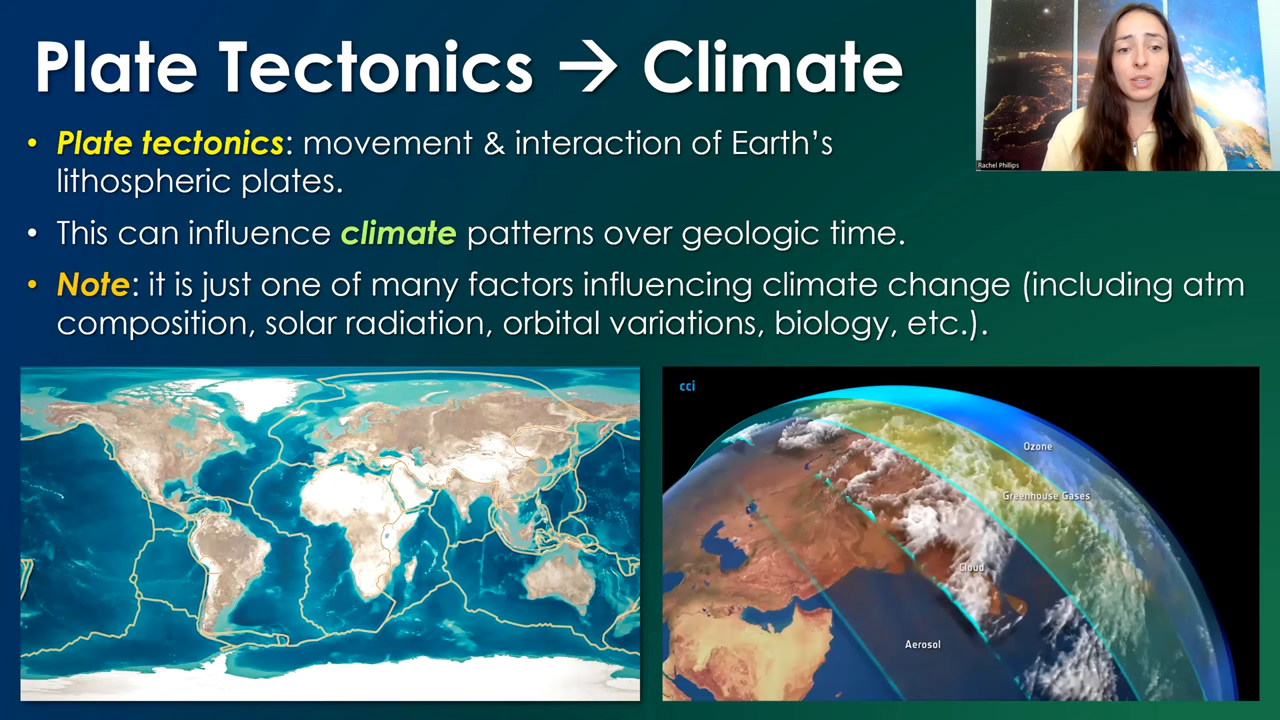 Plate Tectonics → Climate
Rachel Phillips
• Plate tectonics: movement & interaction of Earth's
lithospheric plates.
• This can influence climate patterns over geologic time.
• Note: it is just one of many factors influencing climate change (including atm
composition, solar radiation, orbital variations, biology, etc.).
cci
Ozone
Greenhouse Gases
Cloud
Aerosol